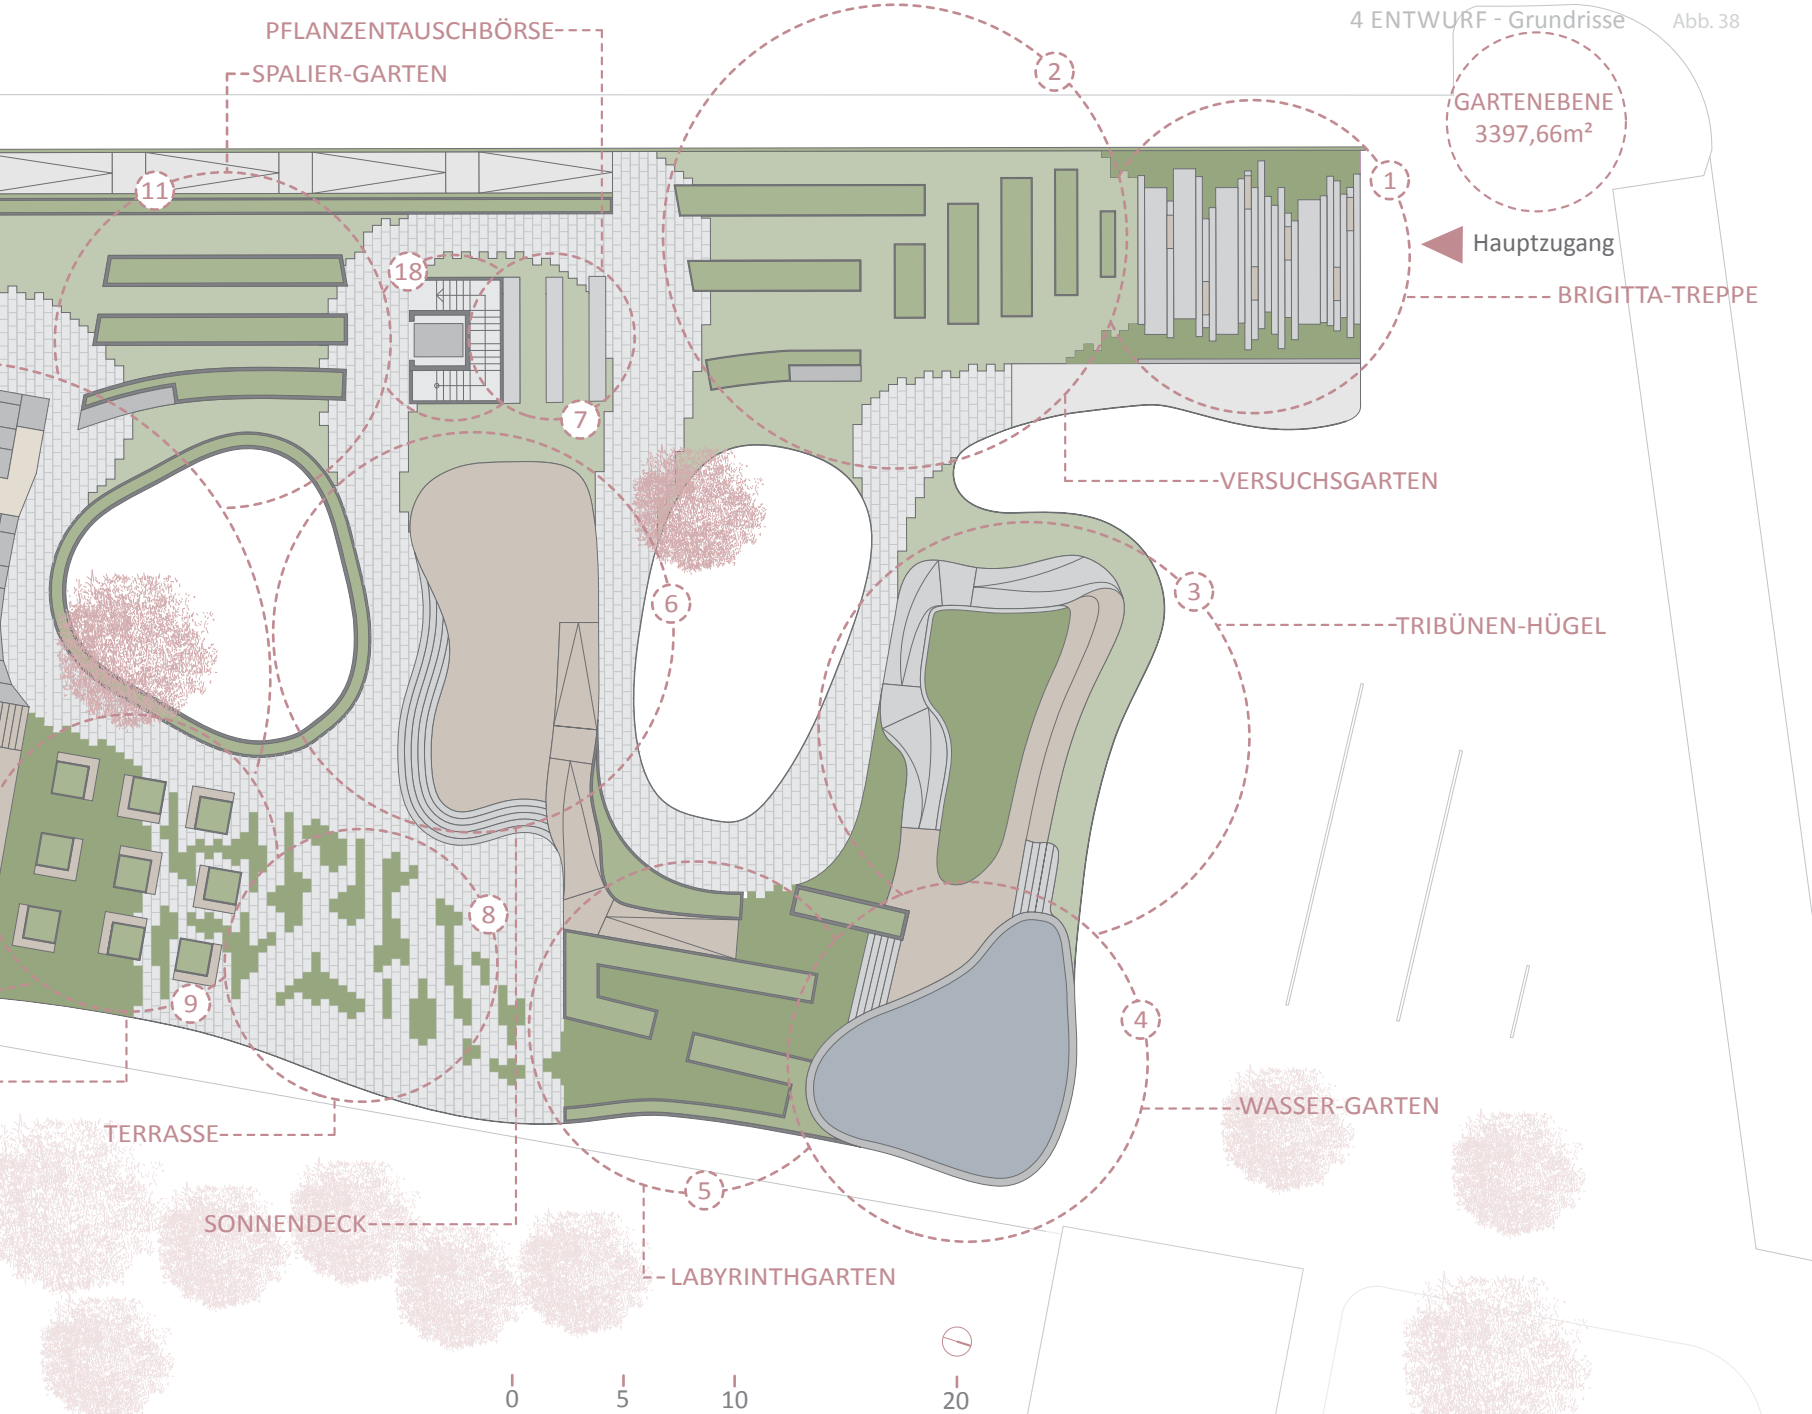 4 ENTWURF - Grundrisse Abb. 38
PFLANZENTAUSCHBÖRSE
SPALIER-GARTEN
2
GARTENEBENE
3397,66m²
1
11
Hauptzugang
18
BRIGITTA-TREPPE
7
VERSUCHSGARTEN
3
6
TRIBÜNEN-HÜGEL
8
9
4
WASSER-GARTEN
TERRASSE
5
SONNENDECK
LABYRINTHGARTEN
0 5 10 20